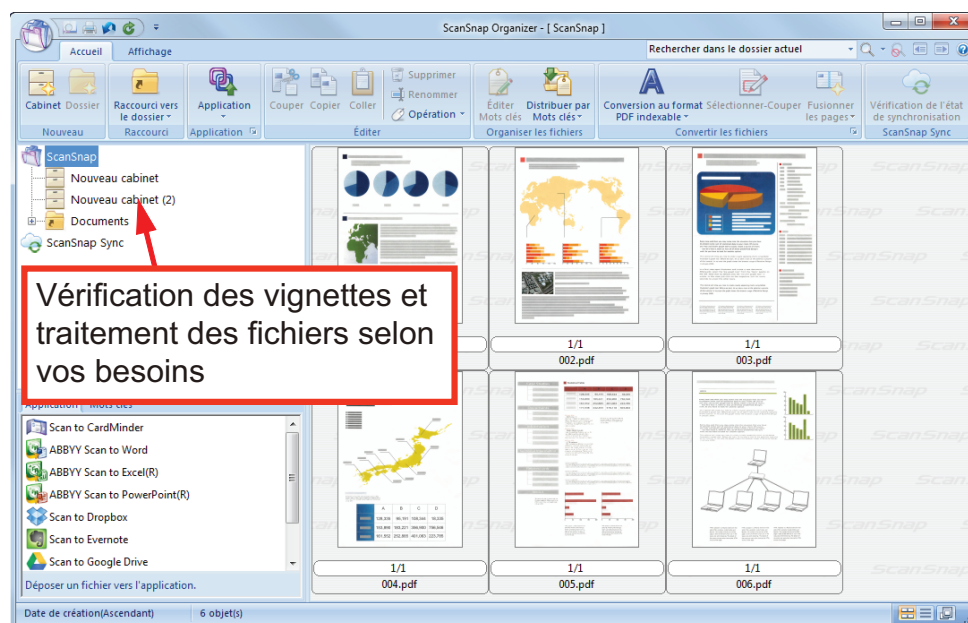 ScanSnap Organizer - [ ScanSnap ]
Accueil
Affichage
Rechercher dans le dossier actuel
Cabinet Dossier
Raccourci vers
le dossier
Application
Couper Copier Coller
Supprimer
Renommer
Opération
Éditer
Mots clés
Distribuer par
Mots clés
Conversion au format
PDF indexable
Sélectionner-Couper
Fusionner
les pages
Vérification de l'état
de synchronisation
Nouveau
Raccourci
Application
Éditer
Organiser les fichiers
Convertir les fichiers
ScanSnap Sync
ScanSnap
Nouveau cabinet
Nouveau cabinet (2)
Documents
ScanSnap Sync
Vérification des vignettes et
traitement des fichiers selon
vos besoins
1/1
002.pdf
1/1
003.pdf
Application Mots clés
Scan to CardMinder
ABBYY Scan to Word
ABBYY Scan to Excel(R)
ABBYY Scan to PowerPoint(R)
Scan to Dropbox
Scan to Evernote
Scan to Google Drive
Déposer un fichier vers l'application.
1/1
004.pdf
1/1
005.pdf
1/1
006.pdf
Date de création(Ascendant)
6 objet(s)